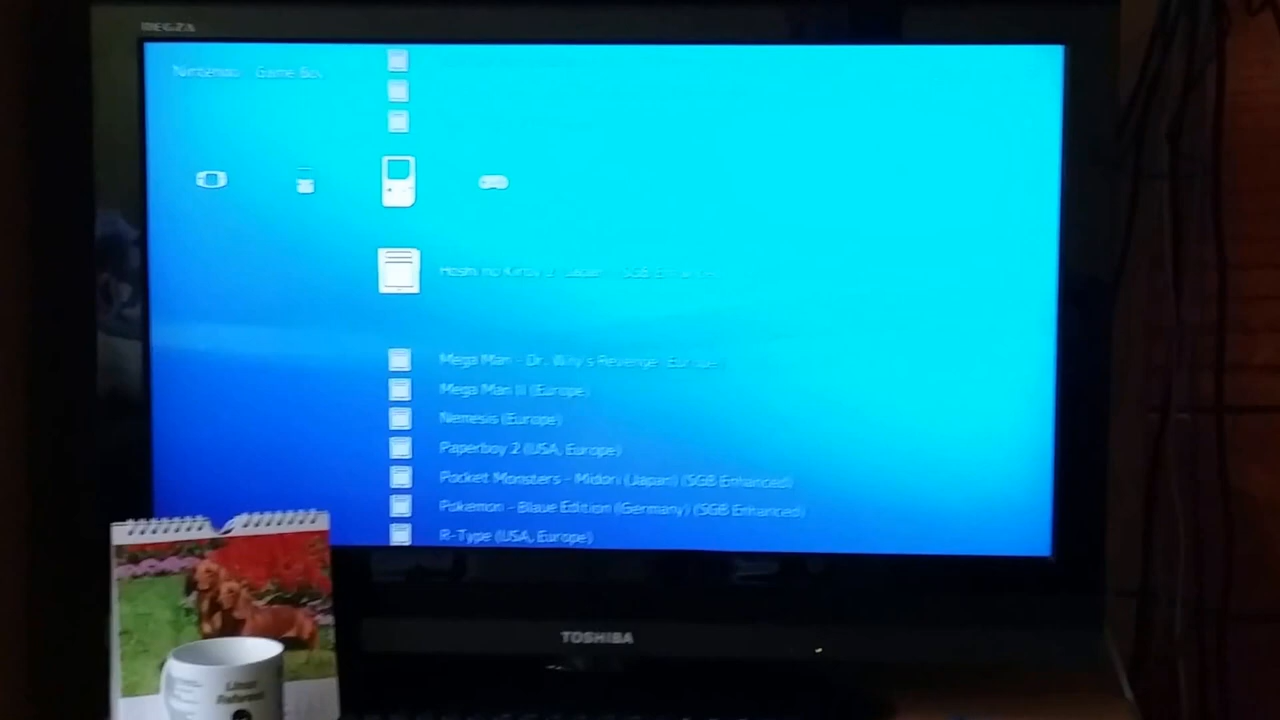 REGZA
Nintendo Game Boy
Hoshi no Kirby 2 (Japan) (SGB Enhanced)
Mega Man - Dr. Wily's Revenge (Europe)
Mega Man II (Europe)
Nemesis (Europe)
Paperboy 2 (USA, Europe)
Pocket Monsters - Midori (Japan) (SGB Enhanced)
Pokemon - Blaue Edition (Germany) (SGB Enhanced)
R-Type (USA, Europe)
TOSHIBA
Linux